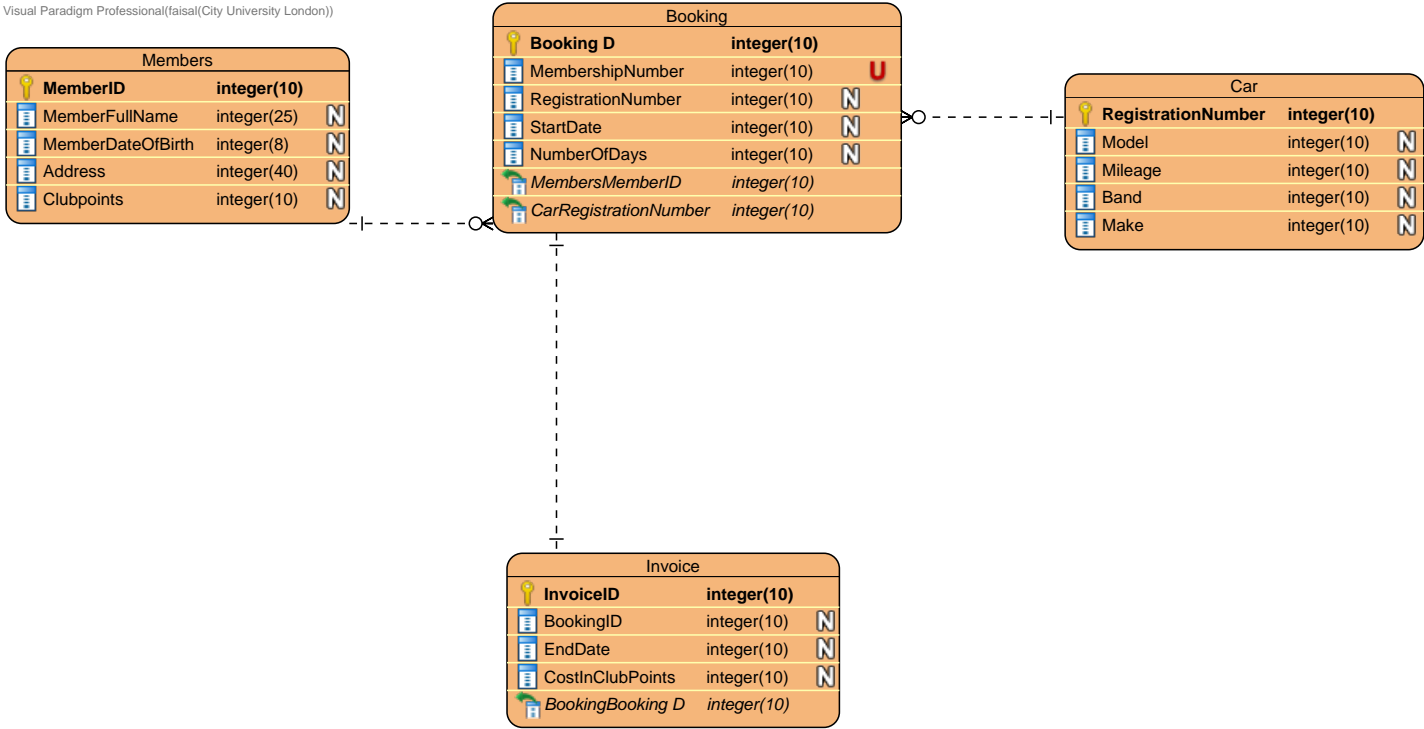 Visual Paradigm Professional(faisal(City University London))
Members
MemberID integer(10)
MemberFullName integer(25) N
MemberDateOfBirth integer(8) N
Address integer(40) N
Clubpoints integer(10) N
Booking
Booking D integer(10)
MembershipNumber integer(10) U
RegistrationNumber integer(10) N
StartDate integer(10) N
NumberOfDays integer(10) N
MembersMemberID integer(10)
CarRegistrationNumber integer(10)
Car
RegistrationNumber integer(10)
Model integer(10) N
Mileage integer(10) N
Band integer(10) N
Make integer(10) N
Invoice
InvoiceID integer(10)
BookingID integer(10) N
EndDate integer(10) N
CostInClubPoints integer(10) N
BookingBooking D integer(10)